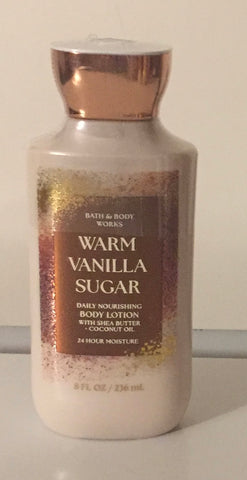 BATH & BODY
WORKS
WARM
VANILLA
SUGAR
DAILY NOURISHING
BODY LOTION
WITH SHEA BUTTER
+ COCONUT OIL
24 HOUR MOISTURE
8 FL OZ / 236 mL